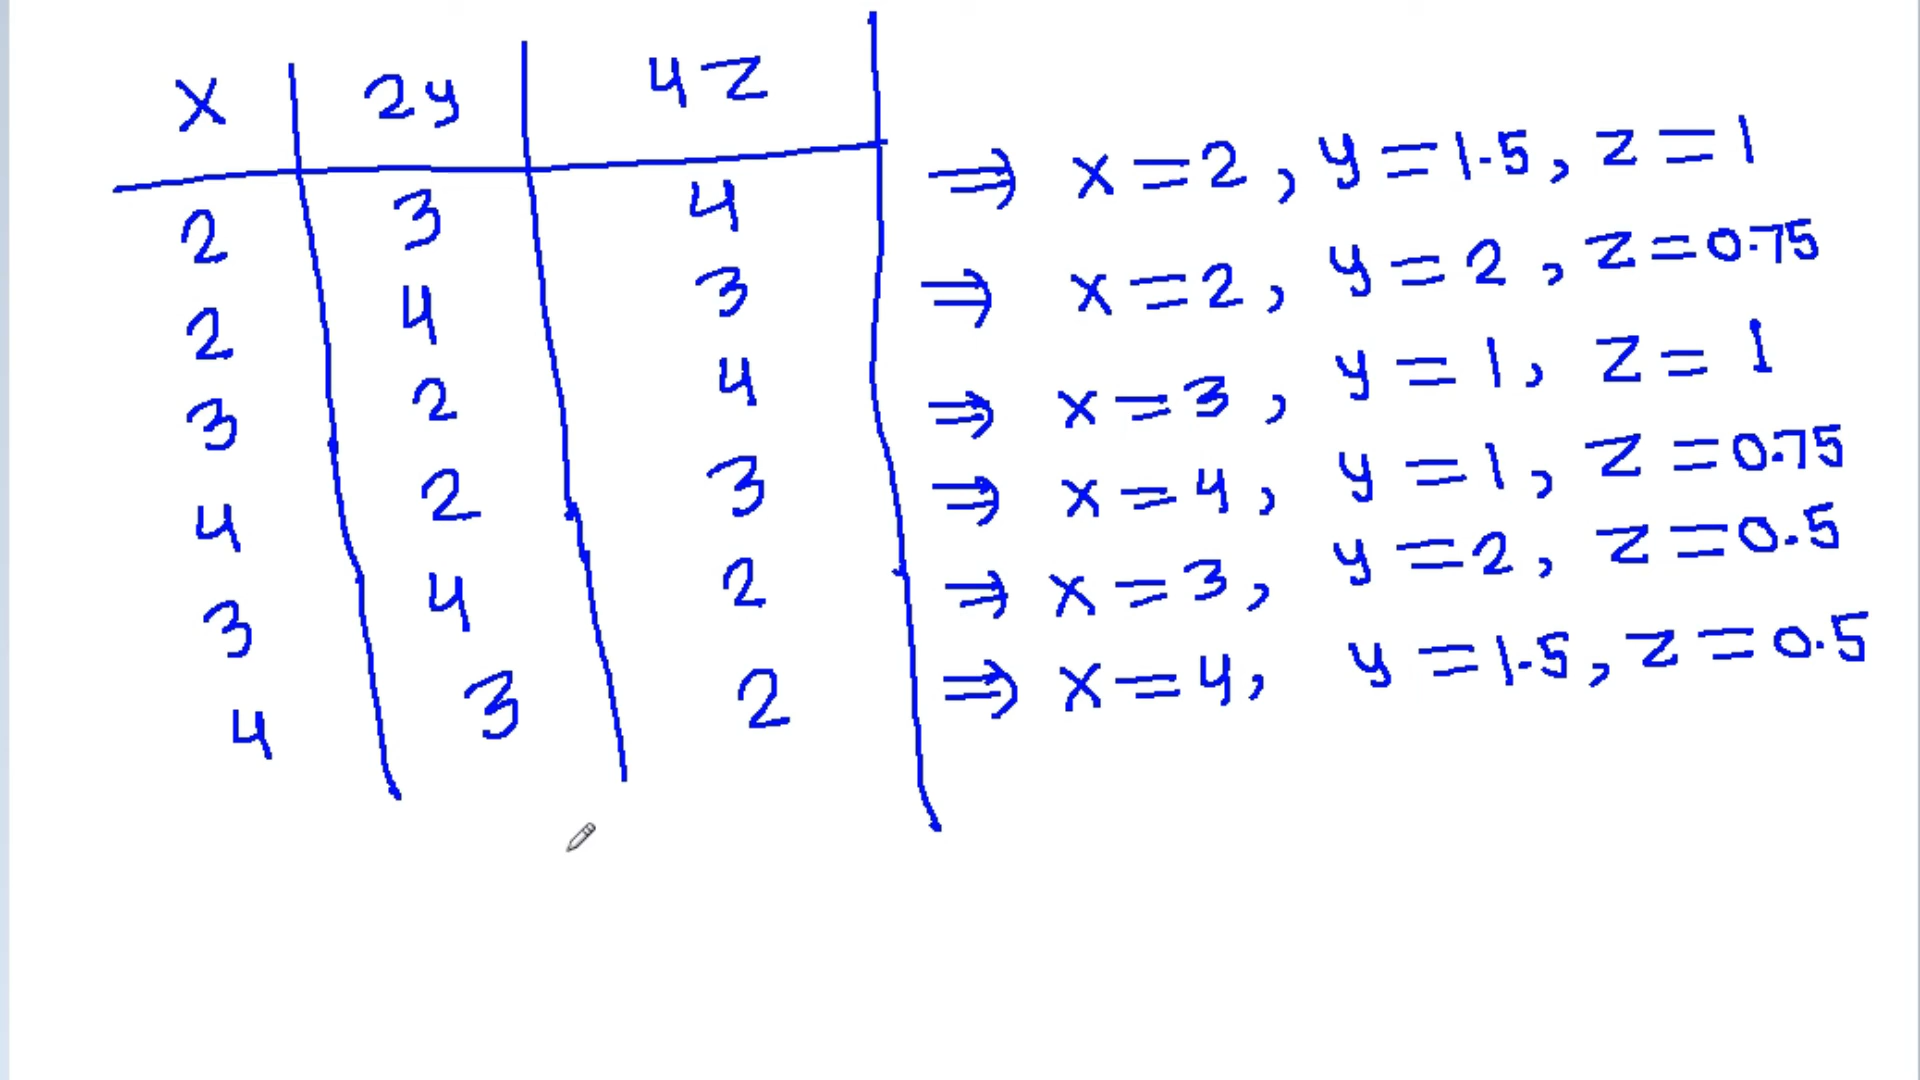 x 2y 4z
2 3 4 ⇒ x = 2 , y = 1.5 , z = 1
2 4 3 ⇒ x = 2 , y = 2 , z = 0.75
3 2 4 ⇒ x = 3 , y = 1 , z = 1
4 2 3 ⇒ x = 4 , y = 1 , z = 0.75
3 4 2 ⇒ x = 3 , y = 2 , z = 0.5
4 3 2 ⇒ x = 4 , y = 1.5 , z = 0.5